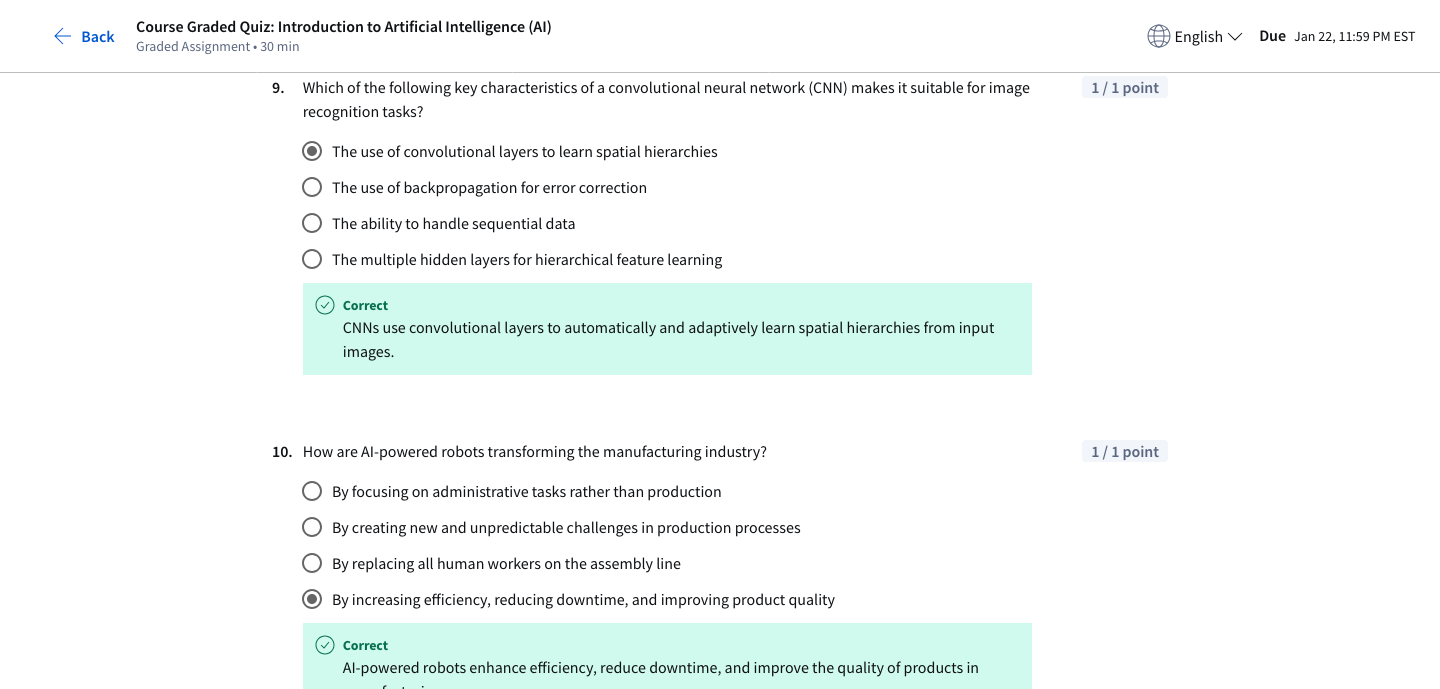 Back
Course Graded Quiz: Introduction to Artificial Intelligence (AI)
Graded Assignment • 30 min
English
Due Jan 22, 11:59 PM EST
9. Which of the following key characteristics of a convolutional neural network (CNN) makes it suitable for image
recognition tasks?
1 / 1 point
The use of convolutional layers to learn spatial hierarchies
The use of backpropagation for error correction
The ability to handle sequential data
The multiple hidden layers for hierarchical feature learning
Correct
CNNs use convolutional layers to automatically and adaptively learn spatial hierarchies from input
images.
10. How are AI-powered robots transforming the manufacturing industry?
1 / 1 point
By focusing on administrative tasks rather than production
By creating new and unpredictable challenges in production processes
By replacing all human workers on the assembly line
By increasing efficiency, reducing downtime, and improving product quality
Correct
AI-powered robots enhance efficiency, reduce downtime, and improve the quality of products in